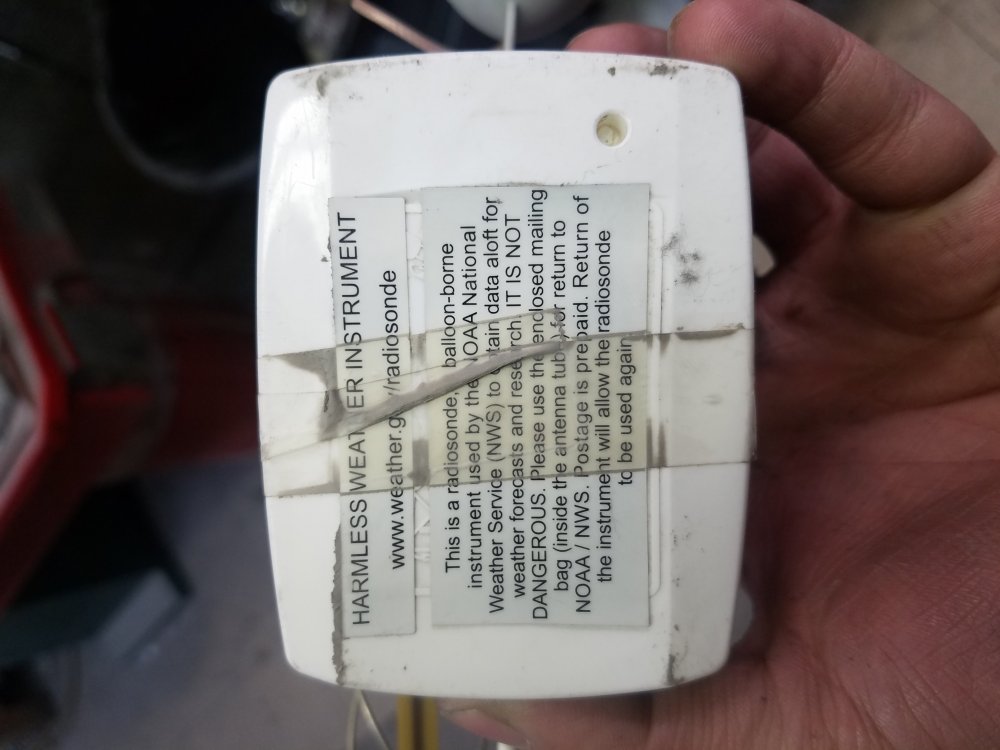 HARMLESS WEATHER INSTRUMENT
www.weather.gov/radiosonde
This is a radiosonde, balloon-borne
instrument used by the NOAA National
Weather Service (NWS) to obtain data aloft for
weather forecasts and research. IT IS NOT
DANGEROUS. Please use the enclosed mailing
bag (inside the antenna tube) for return to
NOAA / NWS. Postage is prepaid. Return of
the instrument will allow the radiosonde
to be used again